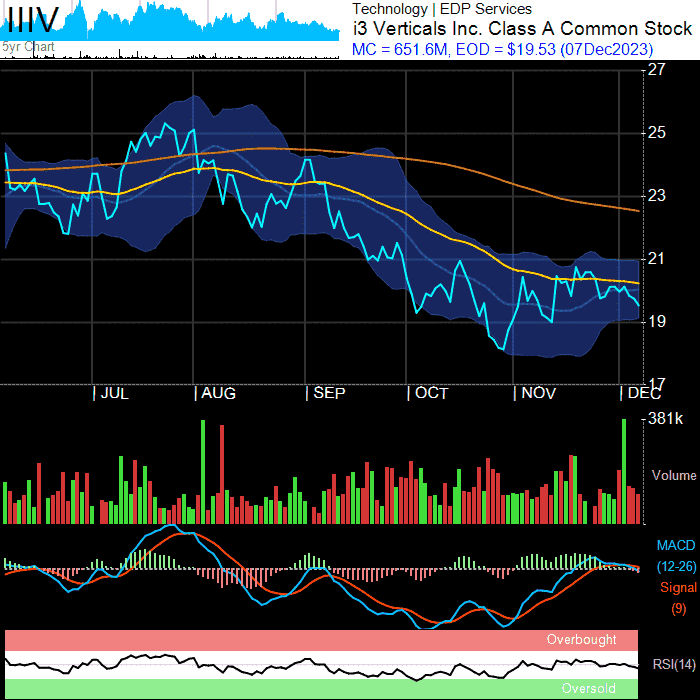 IIIV
5yr Chart
Technology | EDP Services
i3 Verticals Inc. Class A Common Stock
MC = 651.6M, EOD = $19.53 (07Dec2023)
27
25
23
21
19
17
| JUL | AUG | SEP | OCT | NOV | DEC
381k
Volume
MACD
(12-26)
Signal
(9)
Overbought
RSI(14)
Oversold